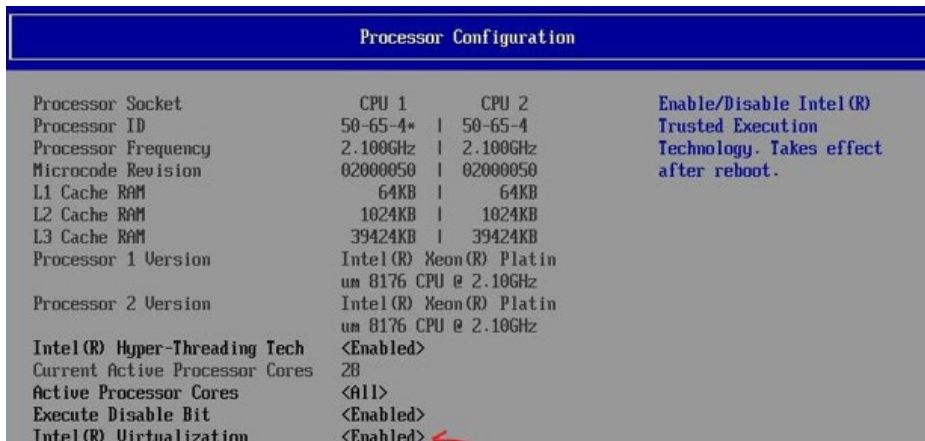 Processor Configuration
Processor Socket CPU 1 CPU 2 Enable/Disable Intel(R)
Processor ID 50-65-4* | 50-65-4 Trusted Execution
Processor Frequency 2.100GHz | 2.100GHz Technology. Takes effect
Microcode Revision 02000050 | 02000050 after reboot.
L1 Cache RAM 64KB | 64KB
L2 Cache RAM 1024KB | 1024KB
L3 Cache RAM 39424KB | 39424KB
Processor 1 Version Intel(R) Xeon(R) Platin
um 8176 CPU @ 2.10GHz
Processor 2 Version Intel(R) Xeon(R) Platin
um 8176 CPU @ 2.10GHz
Intel(R) Hyper-Threading Tech <Enabled>
Current Active Processor Cores 28
Active Processor Cores <All>
Execute Disable Bit <Enabled>
Intel(R) Virtualization <Enabled>